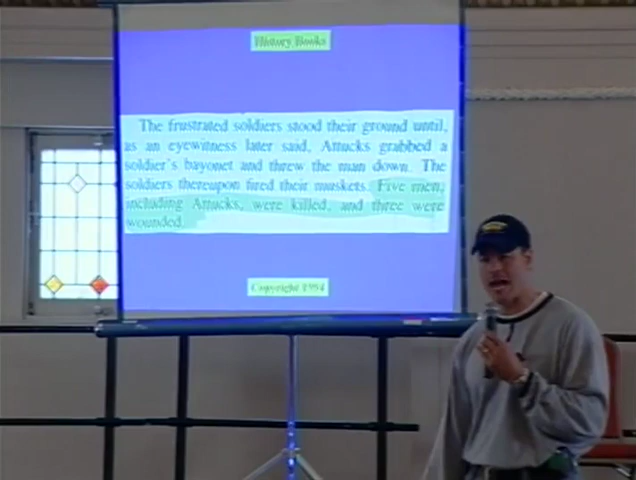 History Books
The frustrated soldiers stood their ground until,
as an eyewitness later said, Attucks grabbed a
soldier's bayonet and threw the man down. The
soldiers thereupon fired their muskets. Five men,
including Attucks, were killed, and three were
wounded.
Copyright 1994